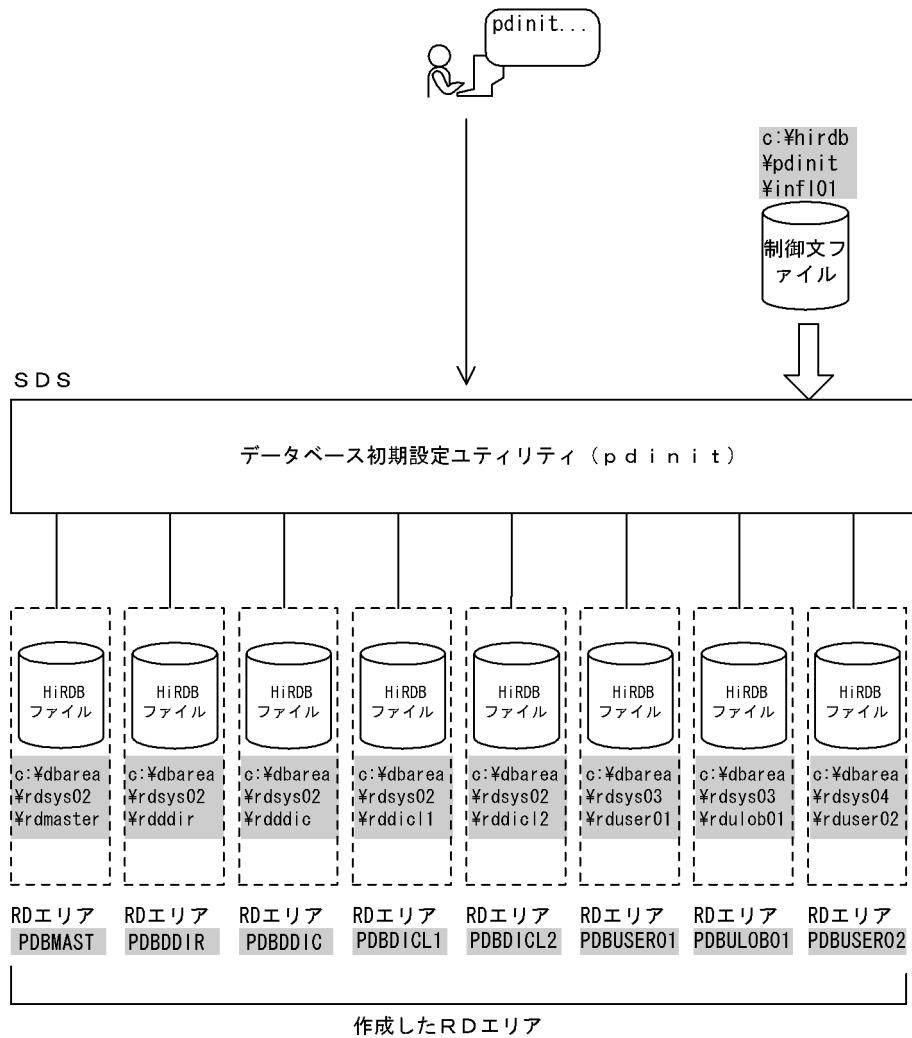 pdinit...
c:¥hirdb
¥pdinit
¥infl01
制御文フ
ァイル
ＳＤＳ
データベース初期設定ユティリティ（ｐｄｉｎｉｔ）
HiRDB
ファイル
c:¥dbarea
¥rdsys02
¥rdmaster
RDエリア
PDBMAST
HiRDB
ファイル
c:¥dbarea
¥rdsys02
¥rdddir
RDエリア
PDBDDIR
HiRDB
ファイル
c:¥dbarea
¥rdsys02
¥rdddic
RDエリア
PDBDDIC
HiRDB
ファイル
c:¥dbarea
¥rdsys02
¥rddicl1
RDエリア
PDBDICL1
HiRDB
ファイル
c:¥dbarea
¥rdsys02
¥rddicl2
RDエリア
PDBDICL2
HiRDB
ファイル
c:¥dbarea
¥rdsys03
¥rduser01
RDエリア
PDBUSER01
HiRDB
ファイル
c:¥dbarea
¥rdsys03
¥rdulob01
RDエリア
PDBULOB01
HiRDB
ファイル
c:¥dbarea
¥rdsys04
¥rduser02
RDエリア
PDBUSER02
作成したＲＤエリア